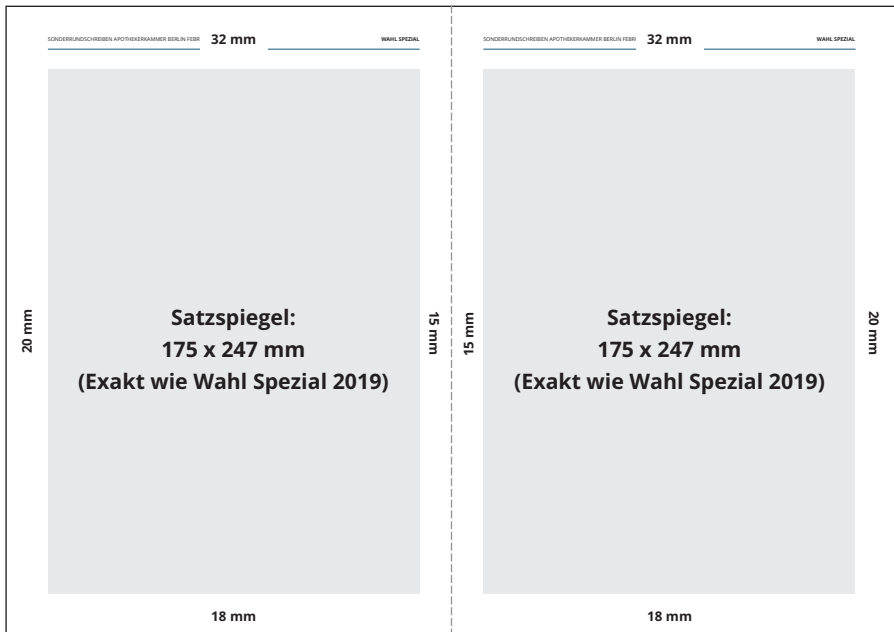 SONDERRUNDSCHREIBEN APOTHEKERKAMMER BERLIN FEBR
32 mm
WAHL SPEZIAL
20 mm
Satzspiegel:
175 x 247 mm
(Exakt wie Wahl Spezial 2019)
15 mm
18 mm
SONDERRUNDSCHREIBEN APOTHEKERKAMMER BERLIN FEBR
32 mm
WAHL SPEZIAL
15 mm
Satzspiegel:
175 x 247 mm
(Exakt wie Wahl Spezial 2019)
20 mm
18 mm